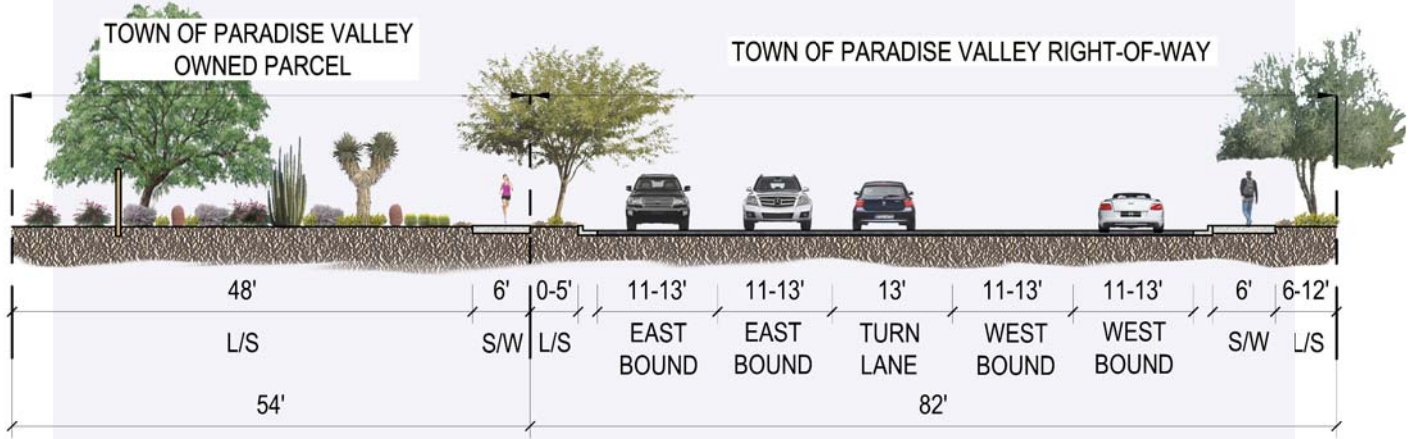 TOWN OF PARADISE VALLEY
OWNED PARCEL
TOWN OF PARADISE VALLEY RIGHT-OF-WAY
48' 6' 0-5' 11-13' 11-13' 13' 11-13' 11-13' 6' 6-12'
L/S S/W L/S EAST EAST TURN WEST WEST S/W L/S
BOUND BOUND LANE BOUND BOUND
54' 82'